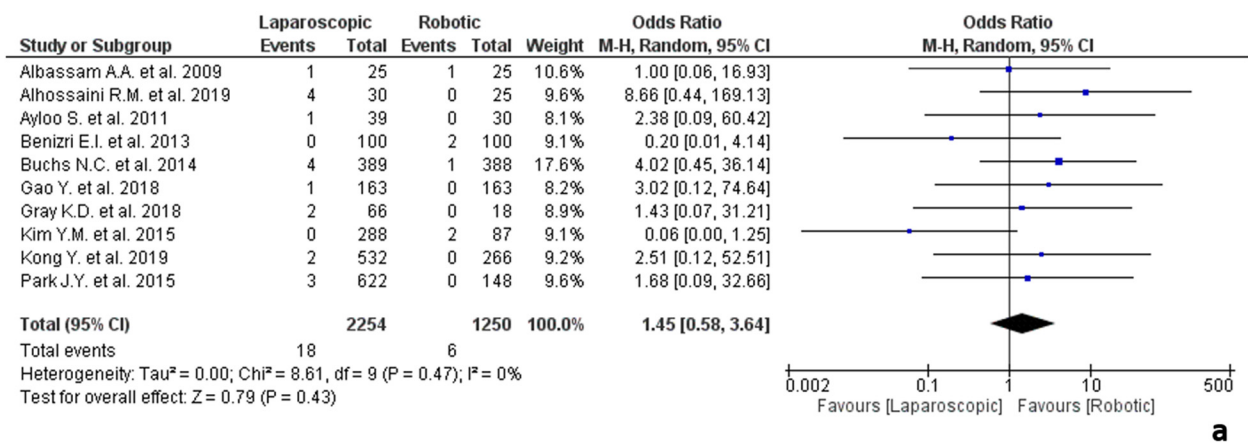 Laparoscopic Robotic Odds Ratio Odds Ratio
Study or Subgroup Events Total Events Total Weight M-H, Random, 95% CI M-H, Random, 95% CI
Albassam A.A. et al. 2009 1 25 1 25 10.6% 1.00 [0.06, 16.93]
Alhossaini R.M. et al. 2019 4 30 0 25 9.6% 8.66 [0.44, 169.13]
Ayloo S. et al. 2011 1 39 0 30 8.1% 2.38 [0.09, 60.42]
Benizri E.I. et al. 2013 0 100 2 100 9.1% 0.20 [0.01, 4.14]
Buchs N.C. et al. 2014 4 389 1 388 17.6% 4.02 [0.45, 36.14]
Gao Y. et al. 2018 1 163 0 163 8.2% 3.02 [0.12, 74.64]
Gray K.D. et al. 2018 2 66 0 18 8.9% 1.43 [0.07, 31.21]
Kim Y.M. et al. 2015 0 288 2 87 9.1% 0.06 [0.00, 1.25]
Kong Y. et al. 2019 2 532 0 266 9.2% 2.51 [0.12, 52.51]
Park J.Y. et al. 2015 3 622 0 148 9.6% 1.68 [0.09, 32.66]
Total (95% CI) 2254 1250 100.0% 1.45 [0.58, 3.64]
Total events 18 6
Heterogeneity: Tau² = 0.00; Chi² = 8.61, df = 9 (P = 0.47); I² = 0%
Test for overall effect: Z = 0.79 (P = 0.43)
0.002 0.1 1 10 500
Favours [Laparoscopic] Favours [Robotic]
a